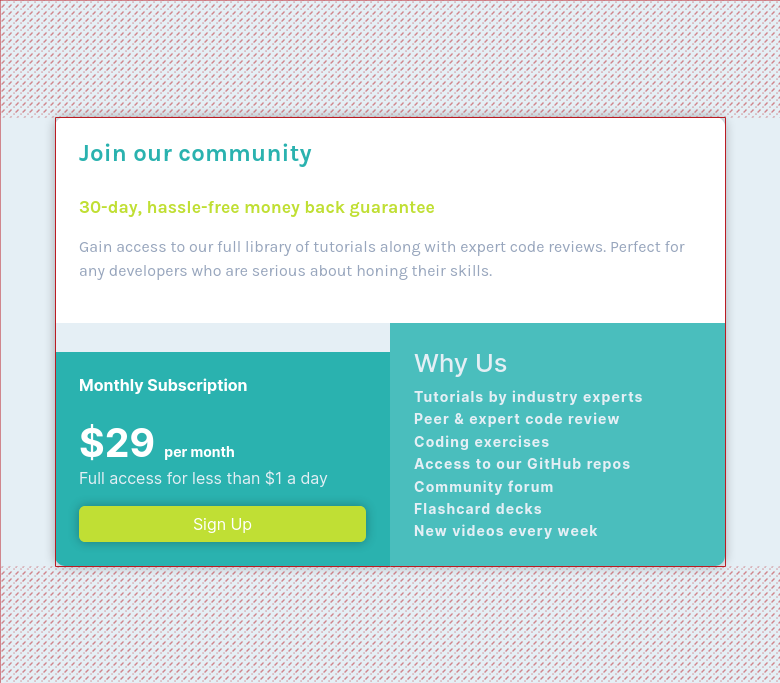 Join our community
30-day, hassle-free money back guarantee
Gain access to our full library of tutorials along with expert code reviews. Perfect for
any developers who are serious about honing their skills.
Monthly Subscription
$29 per month
Full access for less than $1 a day
Sign Up
Why Us
Tutorials by industry experts
Peer & expert code review
Coding exercises
Access to our GitHub repos
Community forum
Flashcard decks
New videos every week